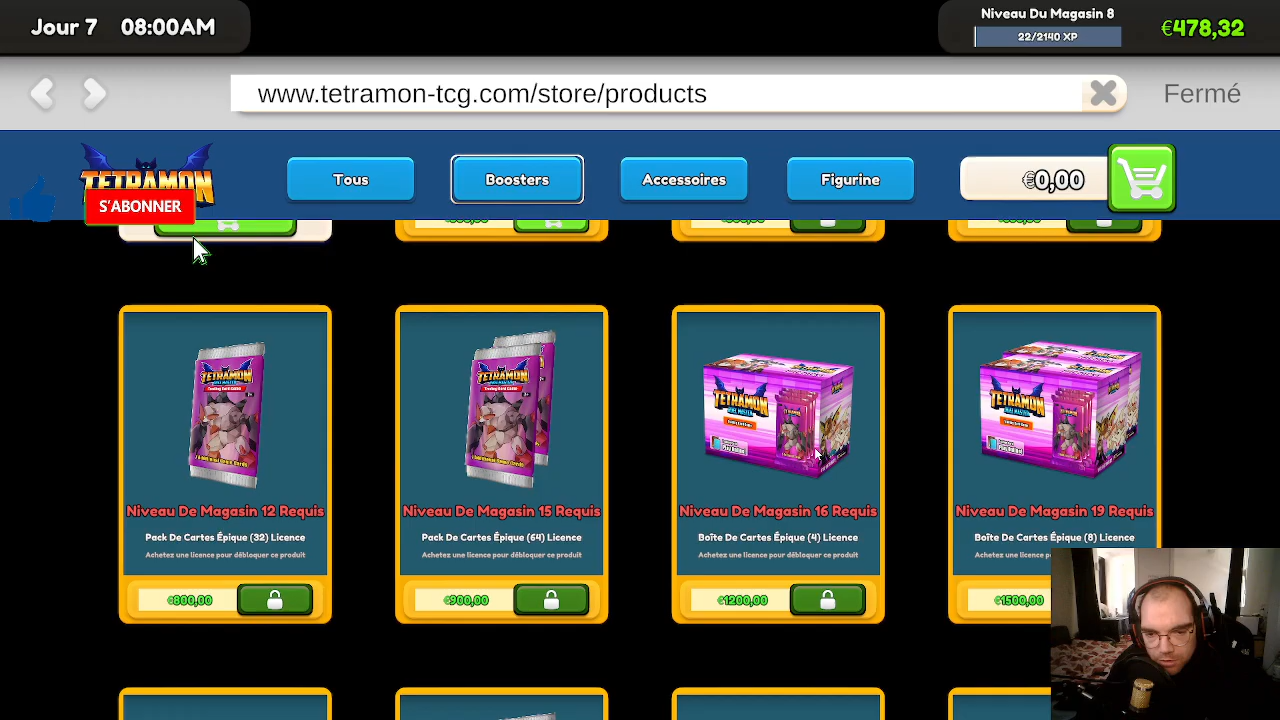 Jour 7 08:00AM
Niveau Du Magasin 8
22/2140 XP
€478,32
www.tetramon-tcg.com/store/products
Fermé
TETRAMON
S'ABONNER
Tous
Boosters
Accessoires
Figurine
€0,00
TETRAMON
TETRAMON
TETRAMON
TETRAMON
Niveau De Magasin 12 Requis
Pack De Cartes Épique (32) Licence
Achetez une licence pour débloquer ce produit
€800,00
Niveau De Magasin 15 Requis
Pack De Cartes Épique (64) Licence
Achetez une licence pour débloquer ce produit
€900,00
Niveau De Magasin 16 Requis
Boîte De Cartes Épique (4) Licence
Achetez une licence pour débloquer ce produit
€1200,00
Niveau De Magasin 19 Requis
Boîte De Cartes Épique (8) Licence
Achetez une licence po
€1500,00